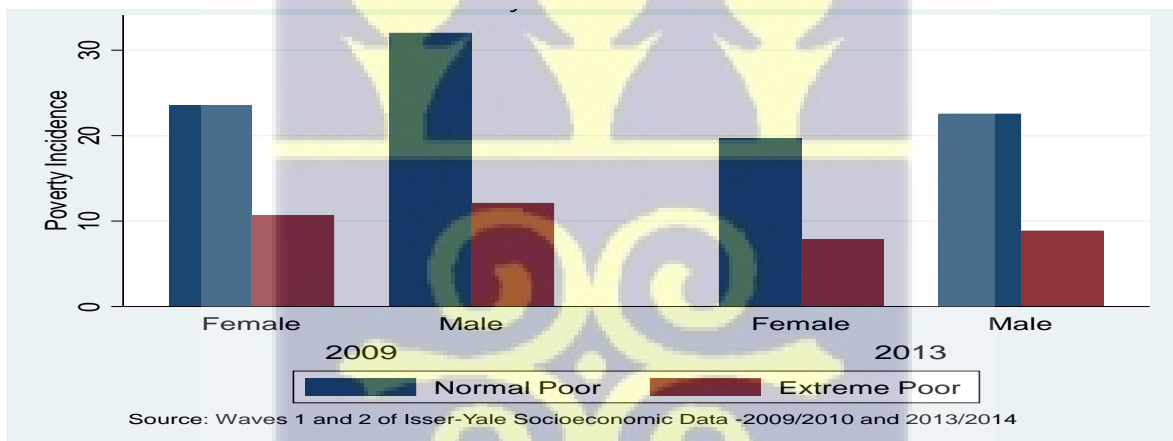 Poverty Incidence
30
20
10
0
Female Male Female Male
2009 2013
Normal Poor Extreme Poor
Source: Waves 1 and 2 of Isser-Yale Socioeconomic Data -2009/2010 and 2013/2014